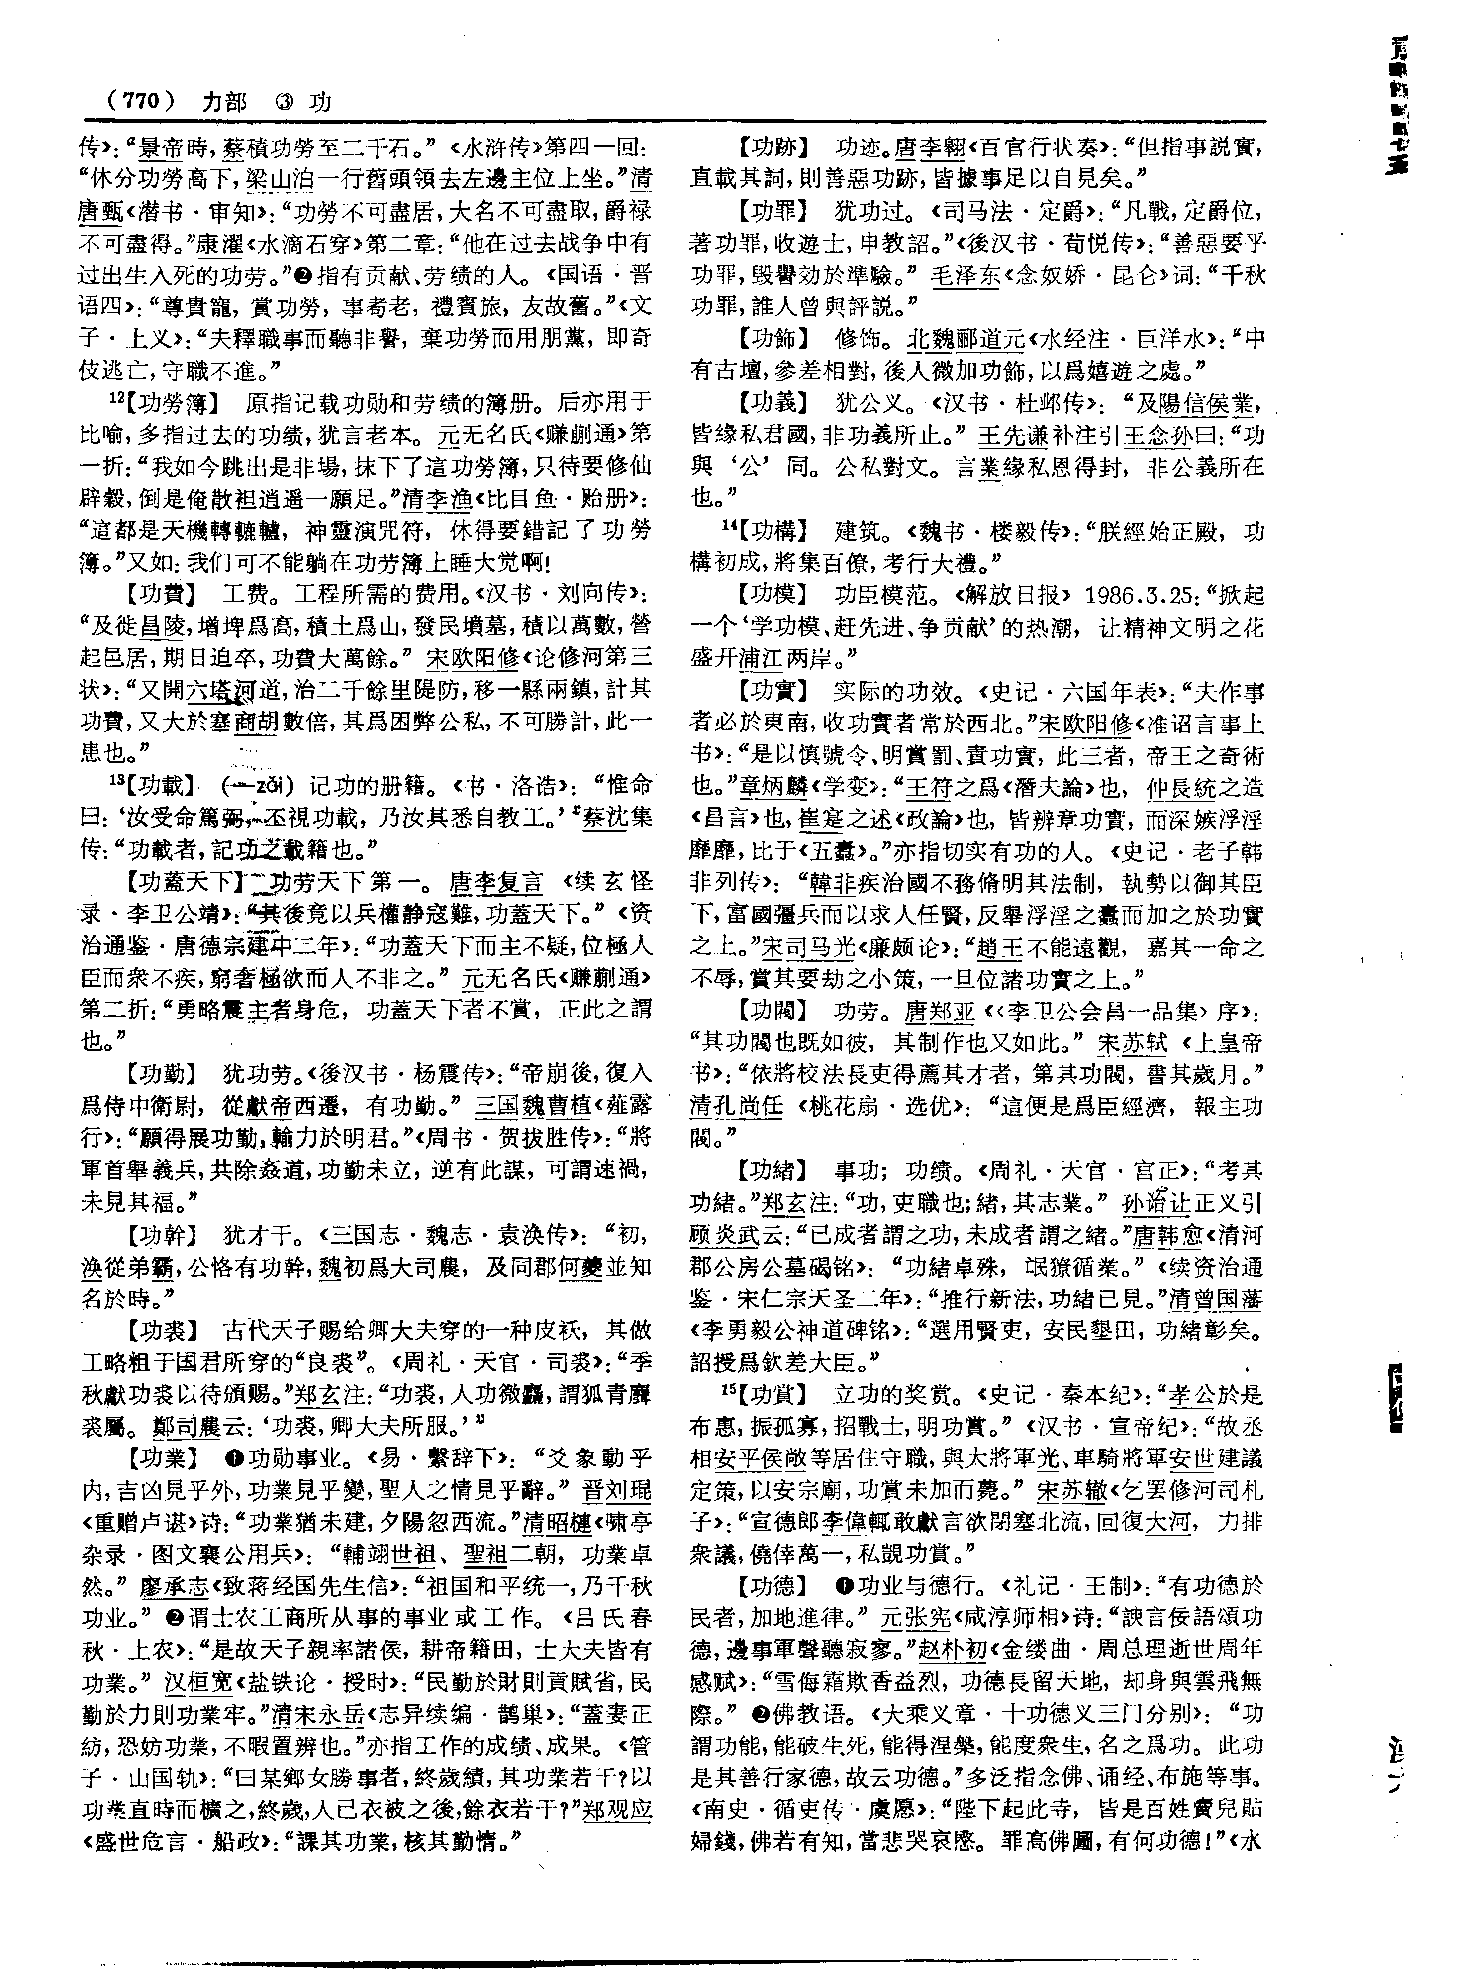 （770） 力部 ③ 功
传》：“景帝時，蔡積功勞至二千石。”《水浒传》第四一回：
“休分功勞高下，梁山泊一行舊頭領去左邊主位上坐。”清
唐甄《潜书·审知》：“功勞不可盡居，大名不可盡取，爵禄
不可盡得。”康濯《水滴石穿》第二章：“他在过去战争中有
过出生入死的功劳。”❷指有贡献、劳绩的人。《国语·晋
语四》：“尊貴寵，賞功勞，事耇老，禮賓旅，友故舊。”《文
子·上义》：“夫釋職事而聽非譽，棄功勞而用朋黨，即奇
伎逃亡，守職不進。”
12【功勞簿】 原指记载功勋和劳绩的簿册。后亦用于
比喻，多指过去的功绩，犹言老本。元无名氏《赚蒯通》第
一折：“我如今跳出是非場，抹下了這功勞簿，只待要修仙
辟穀，倒是俺散袒逍遥一願足。”清李渔《比目鱼·贻册》：
“這都是天機轉轆轤，神靈演咒符，休得要錯記了功勞
簿。”又如：我们可不能躺在功劳簿上睡大觉啊！
【功費】 工费。工程所需的费用。《汉书·刘向传》：
“及徙昌陵，增埤爲高，積土爲山，發民墳墓，積以萬數，營
起邑居，期日迫卒，功費大萬餘。”宋欧阳修《论修河第三
状》：“又開六塔河道，治二千餘里隄防，移一縣兩鎮，計其
功費，又大於塞商胡數倍，其爲困弊公私，不可勝計，此一
患也。”
13【功載】 （－zǎi）记功的册籍。《书·洛诰》：“惟命
曰：‘汝受命篤弼，丕視功載，乃汝其悉自教工。’”蔡沈集
传：“功載者，記功之載籍也。”
【功蓋天下】 功劳天下第一。唐李复言《续玄怪
录·李卫公靖》：“其後竟以兵權静寇難，功蓋天下。”《资
治通鉴·唐德宗建中二年》：“功蓋天下而主不疑，位極人
臣而衆不疾，窮奢極欲而人不非之。”元无名氏《赚蒯通》
第二折：“勇略震主者身危，功蓋天下者不賞，正此之謂
也。”
【功勤】 犹功劳。《後汉书·杨震传》：“帝崩後，復入
爲侍中衛尉，從獻帝西遷，有功勤。”三国魏曹植《薤露
行》：“願得展功勤，輸力於明君。”《周书·贺拔胜传》：“將
軍首舉義兵，共除姦逆，功勤未立，逆有此謀，可謂速禍，
未見其福。”
【功幹】 犹才干。《三国志·魏志·袁涣传》：“初，
涣從弟霸，公恪有功幹，魏初爲大司農，及同郡何夔並知
名於時。”
【功裘】 古代天子赐给卿大夫穿的一种皮袄，其做
工略粗于国君所穿的“良裘”。《周礼·天官·司裘》：“季
秋獻功裘以待頒賜。”郑玄注：“功裘，人功微麤，謂狐青麛
裘屬。鄭司農云：‘功裘，卿大夫所服。’”
【功業】 ❶功勋事业。《易·繫辞下》：“爻象動乎
内，吉凶見乎外，功業見乎變，聖人之情見乎辭。”晋刘琨
《重赠卢谌》诗：“功業猶未建，夕陽忽西流。”清昭槤《啸亭
杂录·图文襄公用兵》：“輔翊世祖、聖祖二朝，功業卓
然。”廖承志《致蒋经国先生信》：“祖国和平统一，乃千秋
功业。”❷谓士农工商所从事的事业或工作。《吕氏春
秋·上农》：“是故天子親率諸侯，耕帝籍田，士大夫皆有
功業。”汉桓宽《盐铁论·授时》：“民勤於財則貢賦省，民
勤於力則功業牢。”清宋永岳《志异续编·鹊巢》：“蓋妻正
紡，恐妨功業，不暇置辨也。”亦指工作的成绩、成果。《管
子·山国轨》：“曰某鄉女勝事者，終歲績，其功業若干？以
功業直時而櫎之，終歲，人已衣被之後，餘衣若干？”郑观应
《盛世危言·船政》：“課其功業，核其勤惰。”
【功跡】 功迹。唐李翱《百官行状奏》：“但指事説實，
直載其詞，則善惡功跡，皆據事足以自見矣。”
【功罪】 犹功过。《司马法·定爵》：“凡戰，定爵位，
著功罪，收遊士，申教詔。”《後汉书·荀悦传》：“善惡要乎
功罪，毁譽効於準驗。”毛泽东《念奴娇·昆仑》词：“千秋
功罪，誰人曾與評説。”
【功飾】 修饰。北魏郦道元《水经注·巨洋水》：“中
有古壇，參差相對，後人微加功飾，以爲嬉遊之處。”
【功義】 犹公义。《汉书·杜邺传》：“及陽信侯業，
皆緣私君國，非功義所止。”王先谦补注引王念孙曰：“功
與‘公’同。公私對文。言業緣私恩得封，非公義所在
也。”
14【功構】 建筑。《魏书·楼毅传》：“朕經始正殿，功
構初成，將集百僚，考行大禮。”
【功模】 功臣模范。《解放日报》1986.3.25：“掀起
一个‘学功模、赶先进、争贡献’的热潮，让精神文明之花
盛开浦江两岸。”
【功實】 实际的功效。《史记·六国年表》：“夫作事
者必於東南，收功實者常於西北。”宋欧阳修《准诏言事上
书》：“是以慎號令、明賞罰、責功實，此三者，帝王之奇術
也。”章炳麟《学变》：“王符之爲《潛夫論》也，仲長統之造
《昌言》也，崔寔之述《政論》也，皆辨章功實，而深嫉浮淫
靡靡，比于《五蠹》。”亦指切实有功的人。《史记·老子韩
非列传》：“韓非疾治國不務脩明其法制，執勢以御其臣
下，富國彊兵而以求人任賢，反舉浮淫之蠹而加之於功實
之上。”宋司马光《廉颇论》：“趙王不能遠觀，嘉其一命之
不辱，賞其要劫之小策，一旦位諸功實之上。”
【功閥】 功劳。唐郑亚《〈李卫公会昌一品集〉序》：
“其功閥也既如彼，其制作也又如此。”宋苏轼《上皇帝
书》：“依將校法長吏得薦其才者，第其功閥，書其歲月。”
清孔尚任《桃花扇·选优》：“這便是爲臣經濟，報主功
閥。”
【功緒】 事功；功绩。《周礼·天官·宫正》：“考其
功緒。”郑玄注：“功，吏職也；緒，其志業。”孙诒让正义引
顾炎武云：“已成者謂之功，未成者謂之緒。”唐韩愈《清河
郡公房公墓碣铭》：“功緒卓殊，氓獠循業。”《续资治通
鉴·宋仁宗天圣二年》：“推行新法，功緒已見。”清曾国藩
《李勇毅公神道碑铭》：“選用賢吏，安民墾田，功緒彰矣。
詔授爲欽差大臣。”
15【功賞】 立功的奖赏。《史记·秦本纪》：“孝公於是
布惠，振孤寡，招戰士，明功賞。”《汉书·宣帝纪》：“故丞
相安平侯敞等居位守職，與大將軍光、車騎將軍安世建議
定策，以安宗廟，功賞未加而薨。”宋苏辙《乞罢修河司札
子》：“宣德郎李偉輒敢獻言欲閉塞北流，回復大河，力排
衆議，僥倖萬一，私覬功賞。”
【功德】 ❶功业与德行。《礼记·王制》：“有功德於
民者，加地進律。”元张宪《咸淳师相》诗：“諛言佞語頌功
德，邊事軍聲聽寂寥。”赵朴初《金缕曲·周总理逝世周年
感赋》：“雪侮霜欺香益烈，功德長留天地，却身與雲飛無
際。”❷佛教语。《大乘义章·十功德义三门分别》：“功
謂功能，能破生死，能得涅槃，能度衆生，名之爲功。此功
是其善行家德，故云功德。”多泛指念佛、诵经、布施等事。
《南史·循吏传·虞愿》：“陛下起此寺，皆是百姓賣兒貼
婦錢，佛若有知，當悲哭哀愍。罪高佛圖，有何功德！”《水